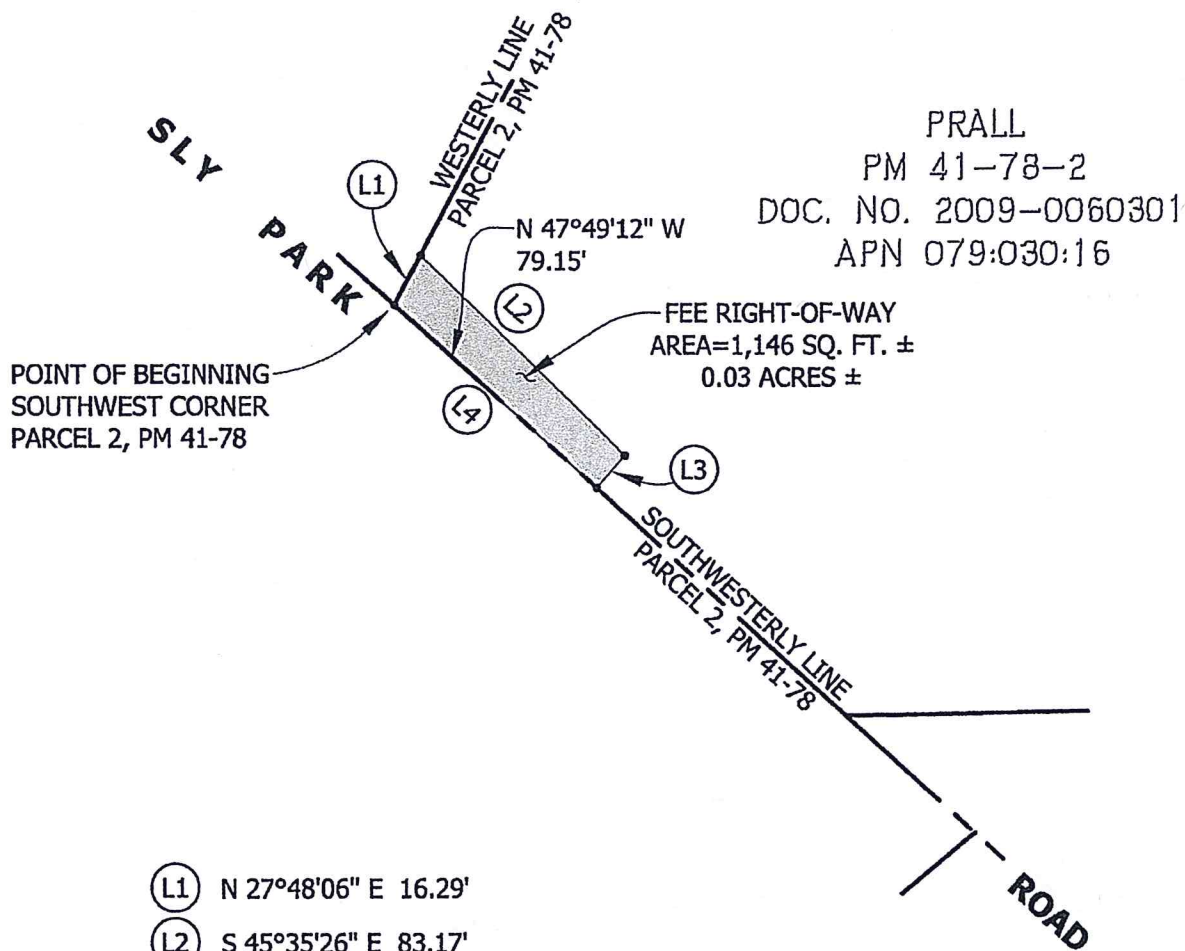 SLY PARK
WESTERLY LINE
PARCEL 2, PM 41-78
PRALL
PM 41-78-2
DOC. NO. 2009-0060301
APN 079:030:16
L1
N 47°49'12" W
79.15'
L2
FEE RIGHT-OF-WAY
AREA=1,146 SQ. FT. ±
0.03 ACRES ±
POINT OF BEGINNING
SOUTHWEST CORNER
PARCEL 2, PM 41-78
L4
L3
SOUTHWESTERLY LINE
PARCEL 2, PM 41-78
ROAD
L1 N 27°48'06" E 16.29'
L2 S 45°35'26" E 83.17'